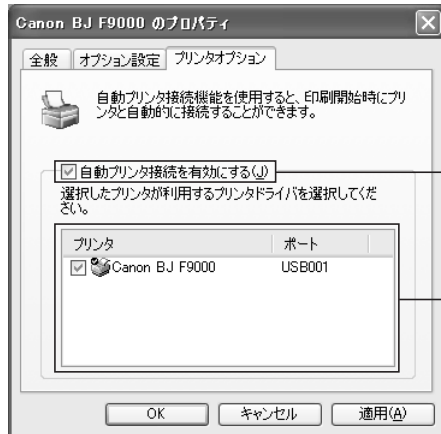 Canon BJ F9000 のプロパティ
全般 オプション設定 プリンタオプション
自動プリンタ接続機能を使用すると、印刷開始時にプリ
ンタと自動的に接続することができます。
自動プリンタ接続を有効にする(J)
選択したプリンタが利用するプリンタドライバを選択してくだ
さい。
プリンタ ポート
Canon BJ F9000 USB001
OK キャンセル 適用(A)